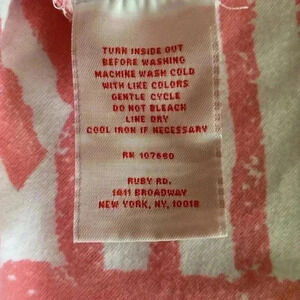 TURN INSIDE OUT
BEFORE WASHING
MACHINE WASH COLD
WITH LIKE COLORS
GENTLE CYCLE
DO NOT BLEACH
LINE DRY
COOL IRON IF NECESSARY
RN 107660
RUBY RD.
1411 BROADWAY
NEW YORK, NY, 10018